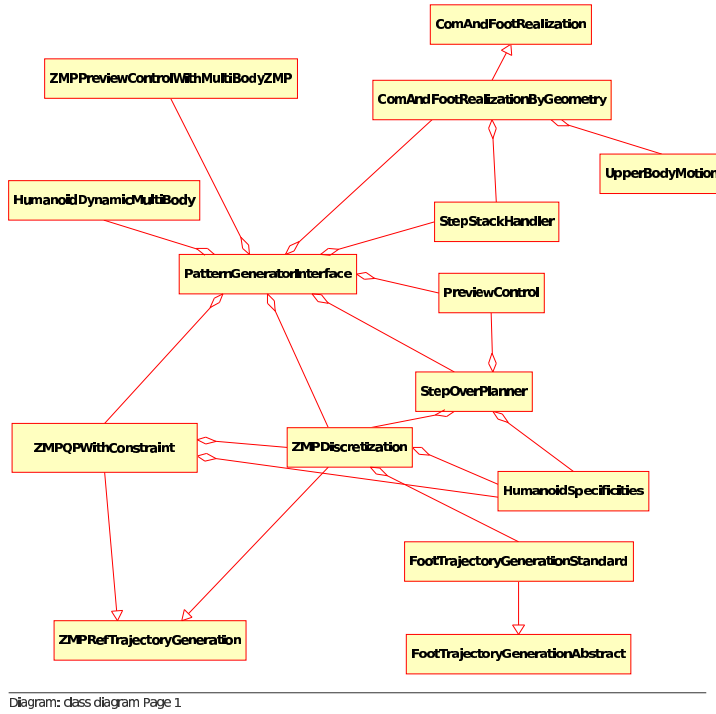 ComAndFootRealization
ZMPPreviewControlWithMultiBodyZMP
ComAndFootRealizationByGeometry
UpperBodyMotion
HumanoidDynamicMultiBody
StepStackHandler
PatternGeneratorInterface
PreviewControl
StepOverPlanner
ZMPQPWithConstraint
ZMPDiscretization
HumanoidSpecificities
FootTrajectoryGenerationStandard
ZMPRefTrajectoryGeneration
FootTrajectoryGenerationAbstract
Diagram: class diagram Page 1